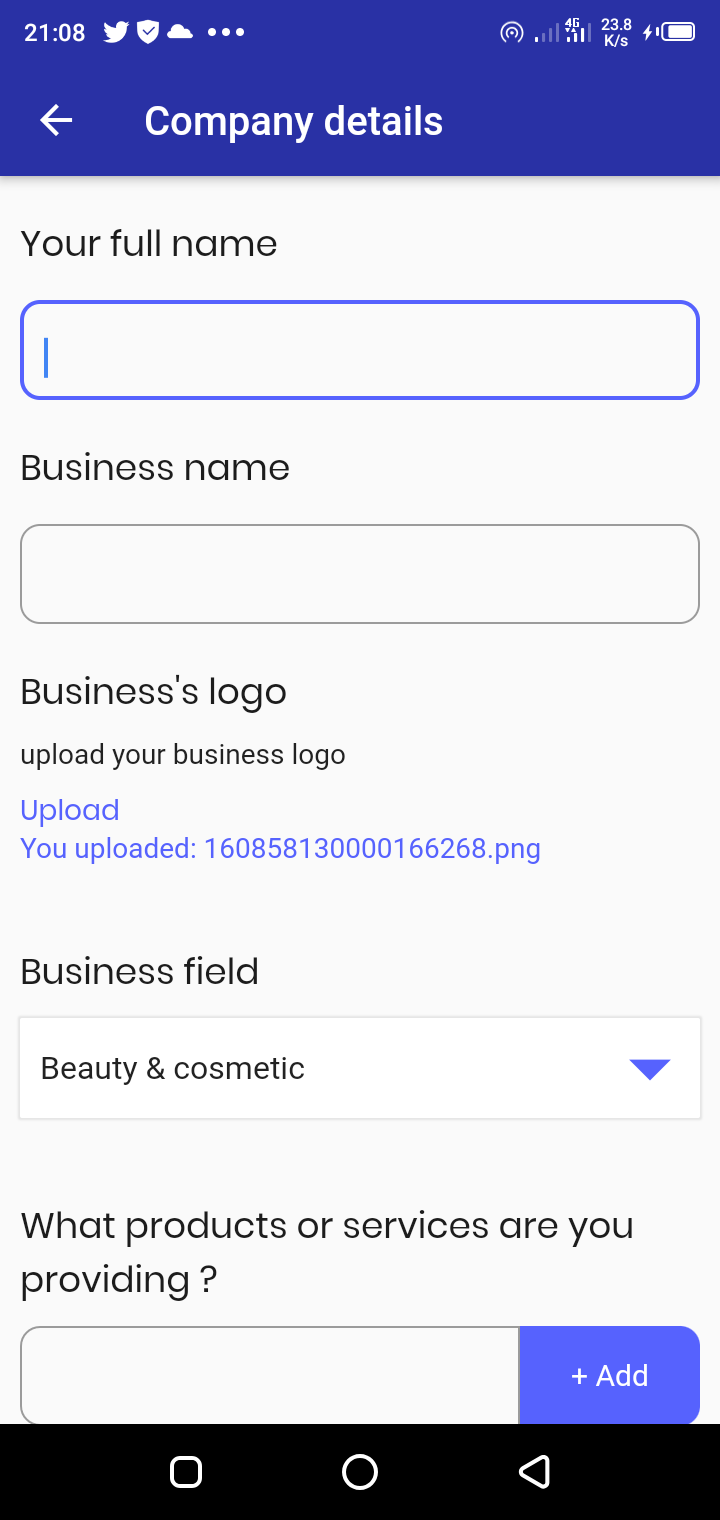 21:08
4G
23.8
K/s
Company details
Your full name
Business name
Business's logo
upload your business logo
Upload
You uploaded: 160858130000166268.png
Business field
Beauty & cosmetic
What products or services are you
providing ?
+ Add